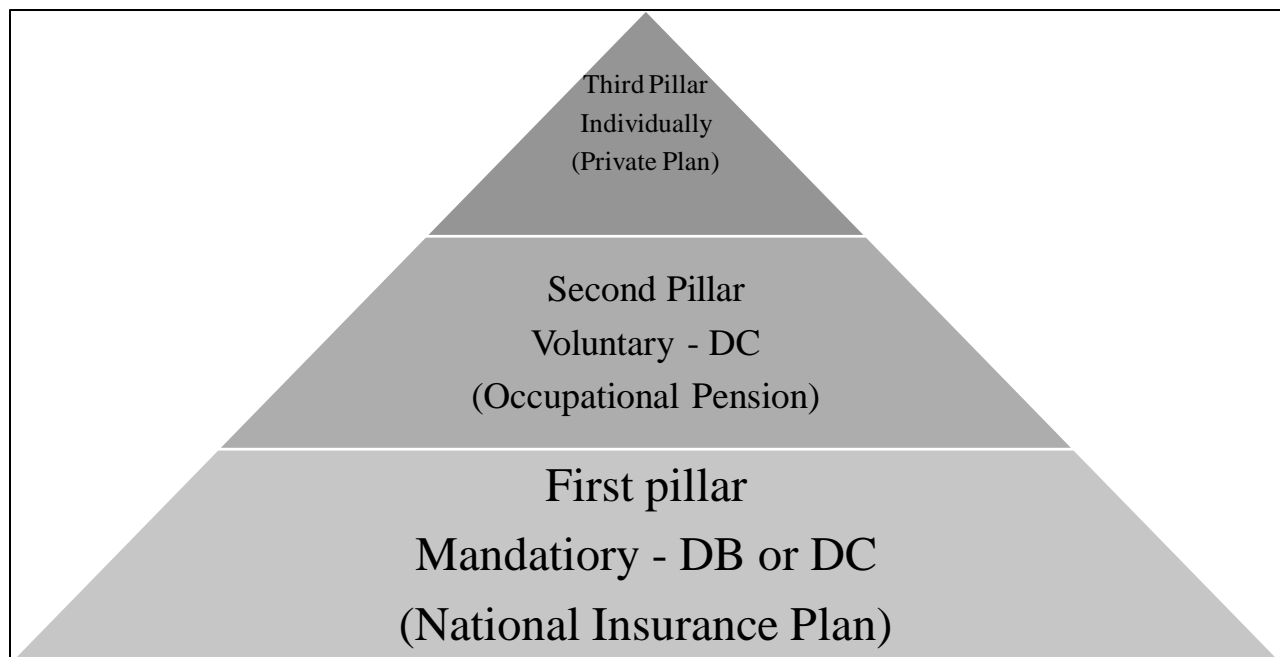 Third Pillar
Individually
(Private Plan)
Second Pillar
Voluntary - DC
(Occupational Pension)
First pillar
Mandatiory - DB or DC
(National Insurance Plan)